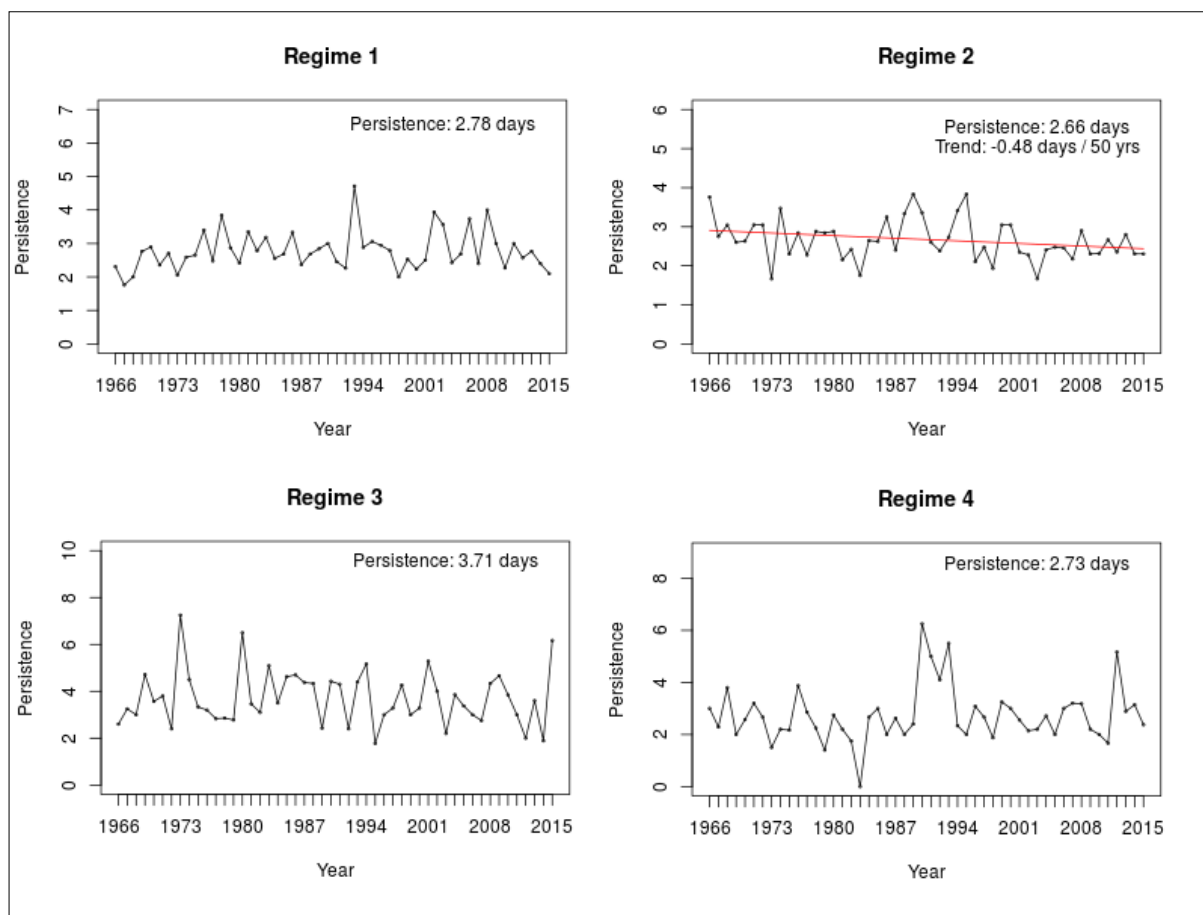 Regime 1
Persistence: 2.78 days
7
6
5
4
3
2
1
0
Persistence
1966 1973 1980 1987 1994 2001 2008 2015
Year
Regime 2
Persistence: 2.66 days
Trend: -0.48 days / 50 yrs
6
5
4
3
2
1
0
Persistence
1966 1973 1980 1987 1994 2001 2008 2015
Year
Regime 3
Persistence: 3.71 days
10
8
6
4
2
0
Persistence
1966 1973 1980 1987 1994 2001 2008 2015
Year
Regime 4
Persistence: 2.73 days
8
6
4
2
0
Persistence
1966 1973 1980 1987 1994 2001 2008 2015
Year